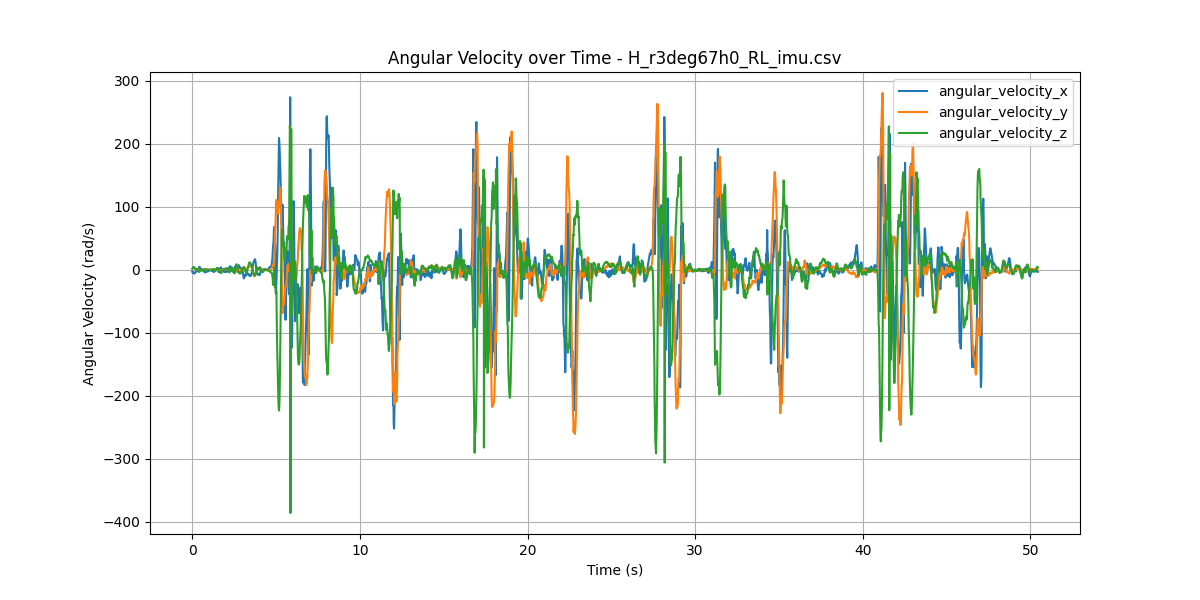 Angular Velocity over Time - H_r3deg67h0_RL_imu.csv
angular_velocity_x
angular_velocity_y
angular_velocity_z
Angular Velocity (rad/s)
300
200
100
0
−100
−200
−300
−400
0 10 20 30 40 50
Time (s)